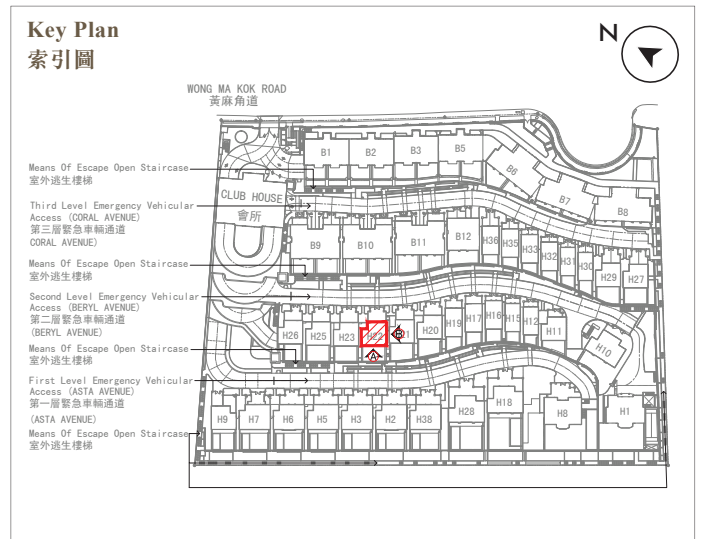 Key Plan
索引圖
N
WONG MA KOK ROAD
黃麻角道
Means Of Escape Open Staircase
室外逃生樓梯
Third Level Emergency Vehicular
Access (CORAL AVENUE)
第三層緊急車輛通道
CORAL AVENUE)
Means Of Escape Open Staircase
室外逃生樓梯
Second Level Emergency Vehicular
Access (BERYL AVENUE)
第二層緊急車輛通道
(BERYL AVENUE)
Means Of Escape Open Staircase
室外逃生樓梯
First Level Emergency Vehicular
Access (ASTA AVENUE)
第一層緊急車輛通道
(ASTA AVENUE)
Means Of Escape Open Staircase
室外逃生樓梯
CLUB HOUSE
會所
B1 B2 B3 B5 B6 B7 B8
B9 B10 B11 B12 H36 H35 H33 H32 H31 H30 H29 H27
H26 H25 H23 H22 H20 H19 H17 H16 H15 H12 H11 H10
A B
H9 H7 H6 H5 H3 H2 H38 H28 H18 H8 H1